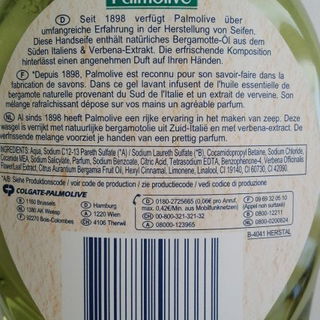 Palmolive
(D) Seit 1898 verfügt Palmolive über
umfangreiche Erfahrung in der Herstellung von Seifen.
Diese Handseife enthält natürliches Bergamotte-Öl aus dem
Süden Italiens & Verbena-Extrakt. Die erfrischende Komposition
hinterlässt einen angenehmen Duft auf Ihren Händen.
(F) *Depuis 1898, Palmolive est reconnu pour son savoir-faire dans la
fabrication de savons. Dans ce gel lavant infusent de l'huile essentielle de
bergamote naturelle provenant du Sud de l'Italie et un extrait de verveine. Son
mélange rafraîchissant dépose sur vos mains un agréable parfum.
(NL) Al sinds 1898 heeft Palmolive een rijke ervaring in het maken van zeep. Deze
wasgel is verrijkt met natuurlijke bergamotolie uit Zuid-Italië en met verbena. De
verfrissende melange voorziet je handen van een prettig parfum.
INGREDIENTS: Aqua, Sodium C12-13 Pareth Sulfate (*A) / Sodium Laureth Sulfate (*B), Cocamidopropyl Betaine, Sodium Chloride,
Cocamide MEA, Sodium Salicylate, Parfum, Sodium Benzoate, Citric Acid, Tetrasodium EDTA, Benzophenone-4, Verbena Officinalis
Flower/Leaf Extract, Citrus Aurantium Bergamia Fruit Oil, Hexyl Cinnamal, Limonene, Linalool, CI 19140, CI 60730, CI 42090.
*A/B: Seine Produktionscode / voir code de production / zie productiecode / vedi codice di produzione
COLGATE-PALMOLIVE
(B) 1180 Brussels
(NL) 1380 AK Weesp
(F) 92270 Bois-Colombes
(D) Hamburg
(A) 1220 Wien
(CH) 4106 Therwil
(D) 0180-2725665 (0,06€ pro Anruf,
max. 0,42€/Min. aus Mobilfunknetzen)
(CH) 00-800-321-321-32
(A) 08000-123965
(F) 09 69 32 05 10
(Appel non surtaxé)
(B) 0800-12211
(NL) 0800-0200824
B-4041 HERSTAL